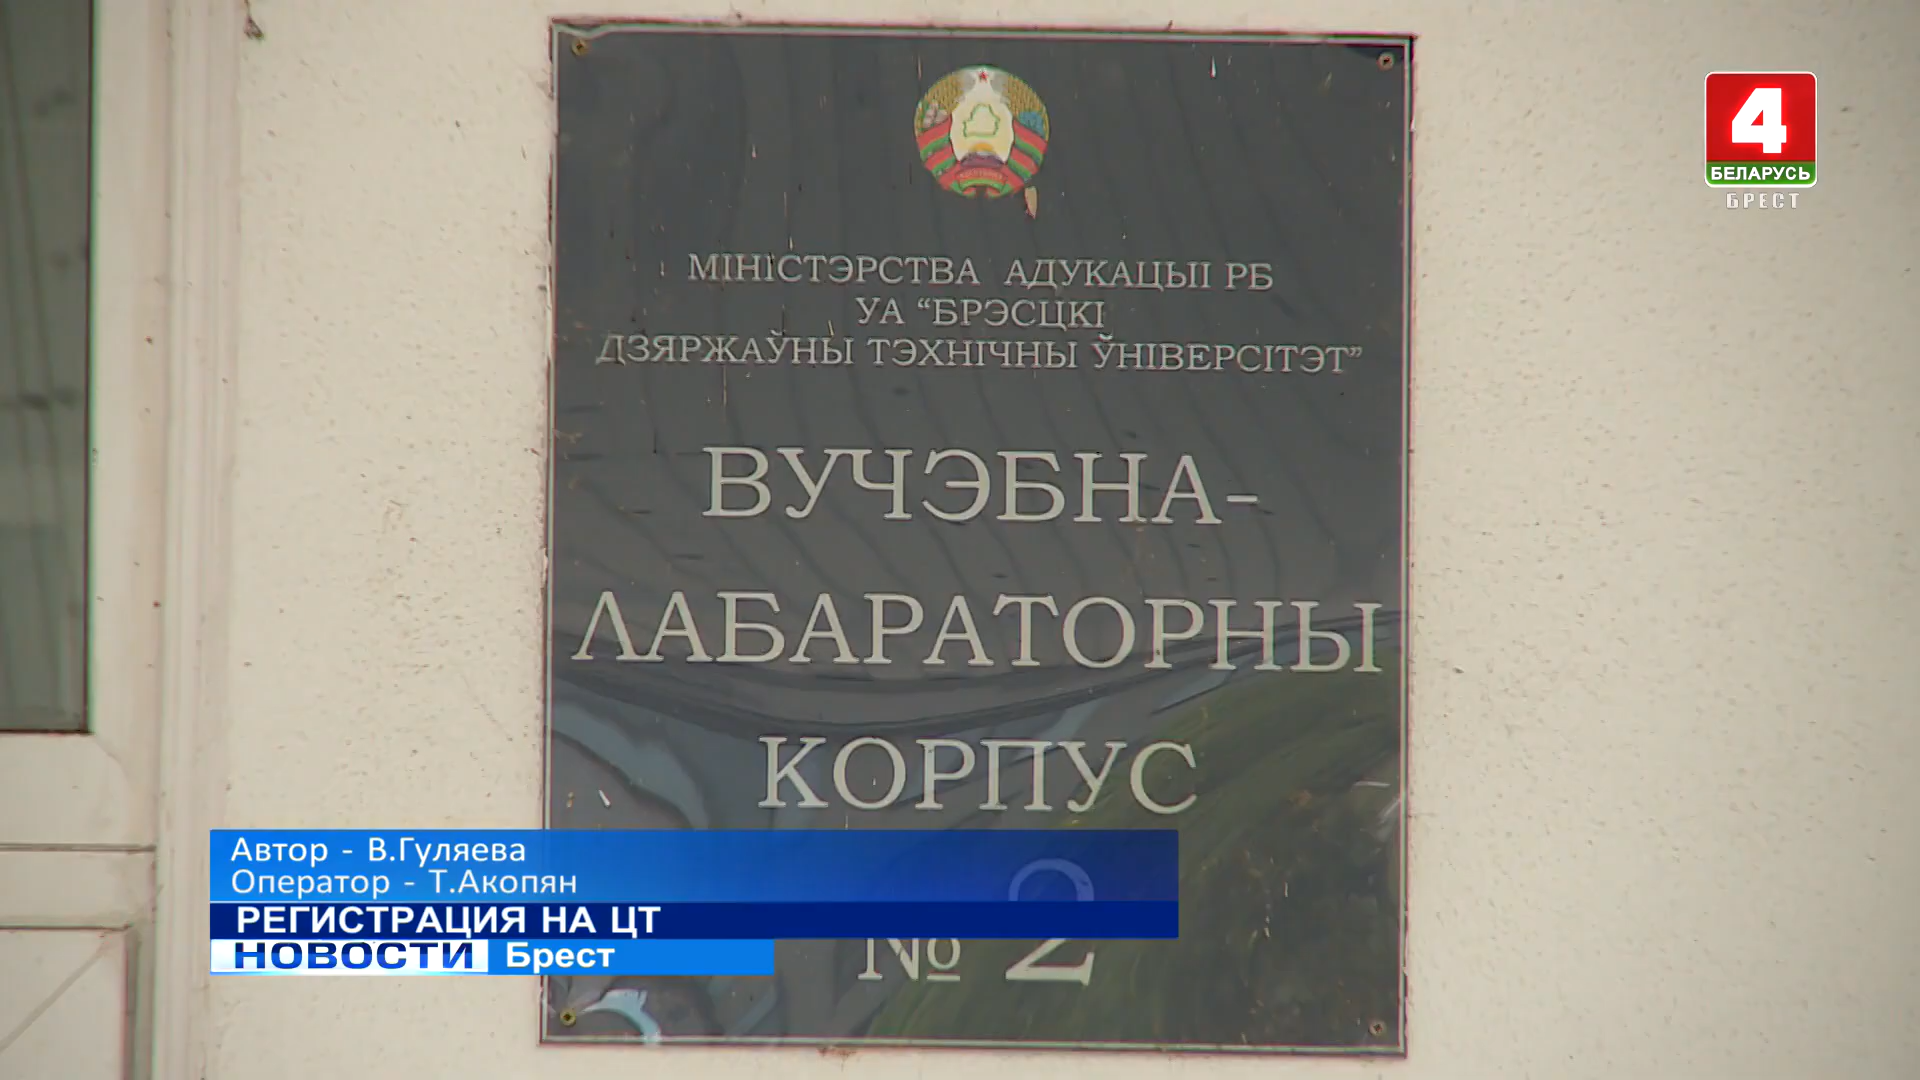 4
БЕЛАРУСЬ
БРЕСТ
МІНІСТЭРСТВА АДУКАЦЫІ РБ
УА “БРЭСЦКІ
ДЗЯРЖАЎНЫ ТЭХНІЧНЫ ЎНІВЕРСІТЭТ”
ВУЧЭБНА-
ЛАБАРАТОРНЫ
КОРПУС
№ 2
Автор - В.Гуляева
Оператор - Т.Акопян
РЕГИСТРАЦИЯ НА ЦТ
НОВОСТИ Брест